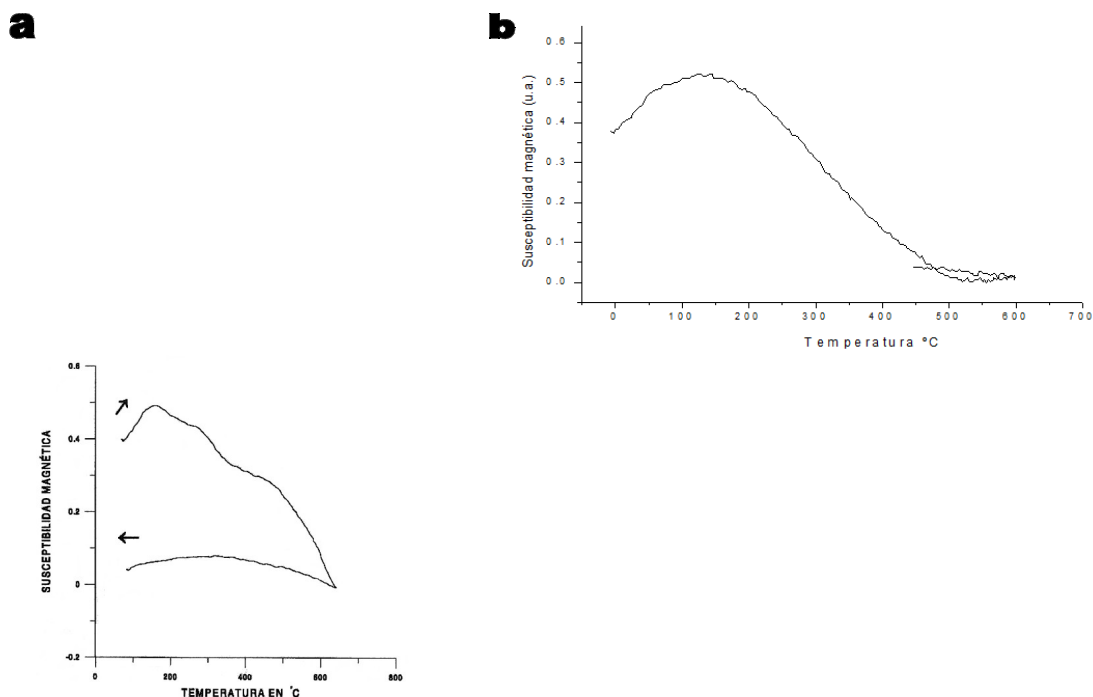 a
b
Susceptibilidad magnética (u.a.)
0.6
0.5
0.4
0.3
0.2
0.1
0.0
0 100 200 300 400 500 600 700
Temperatura ºC
SUSCEPTIBILIDAD MAGNÉTICA
0.6
0.4
0.2
0
-0.2
0 200 400 600 800
TEMPERATURA EN °C